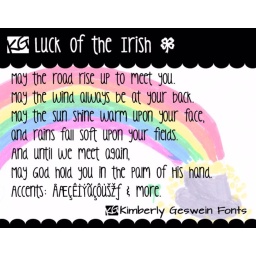 KG Luck of the Irish
May the road rise up to meet you.
May the wind always be at your back.
May the sun shine warm upon your face,
and rains fall soft upon your fields.
And until we meet again,
May God hold you in the palm of His hand.
Accents: & more.
KG Kimberly Geswein Fonts